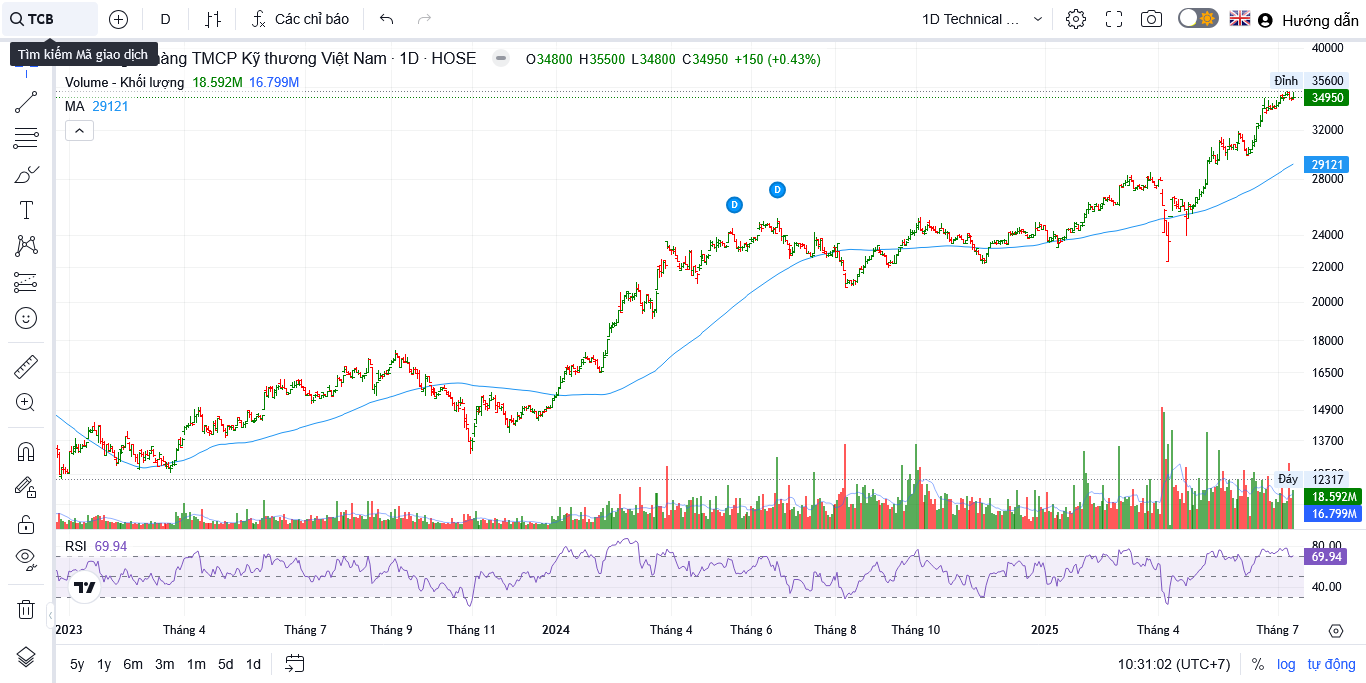 TCB
D
Các chỉ báo
1D Technical ...
Hướng dẫn
Tìm kiếm Mã giao dịch
hàng TMCP Kỹ thương Việt Nam · 1D · HOSE
O34800 H35500 L34800 C34950 +150 (+0.43%)
Volume - Khối lượng 18.592M 16.799M
MA 29121
40000
Đỉnh 35600
34950
32000
29121
28000
D
D
24000
22000
20000
18000
16500
14900
13700
Đáy 12317
18.592M
16.799M
RSI 69.94
80.00
69.94
40.00
2023 Tháng 4 Tháng 7 Tháng 9 Tháng 11 2024 Tháng 4 Tháng 6 Tháng 8 Tháng 10 2025 Tháng 4 Tháng 7
5y 1y 6m 3m 1m 5d 1d
10:31:02 (UTC+7) % log tự động